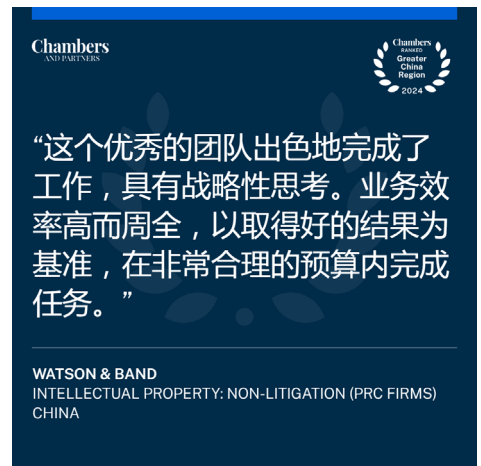 Chambers
AND PARTNERS
Chambers
RANKED
Greater
China
Region
2024
“这个优秀的团队出色地完成了
工作，具有战略性思考。业务效
率高而周全，以取得好的结果为
基准，在非常合理的预算内完成
任务。”
WATSON & BAND
INTELLECTUAL PROPERTY: NON-LITIGATION (PRC FIRMS)
CHINA